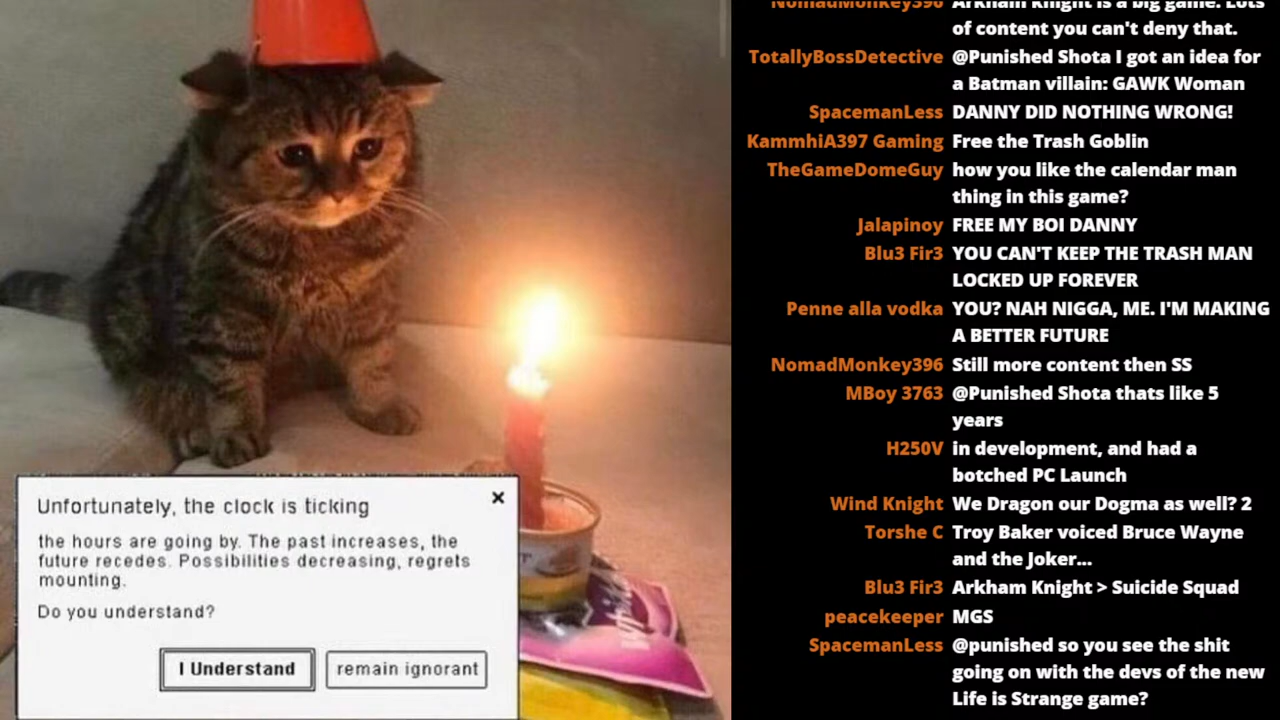 Unfortunately, the clock is ticking
the hours are going by. The past increases, the
future recedes. Possibilities decreasing, regrets
mounting.
Do you understand?
I Understand
remain ignorant
NomadMonkey396 Arkham Knight is a big game. Lots
of content you can't deny that.
TotallyBossDetective @Punished Shota I got an idea for
a Batman villain: GAWK Woman
SpacemanLess DANNY DID NOTHING WRONG!
KammhiA397 Gaming Free the Trash Goblin
TheGameDomeGuy how you like the calendar man
thing in this game?
Jalapinoy FREE MY BOI DANNY
Blu3 Fir3 YOU CAN'T KEEP THE TRASH MAN
LOCKED UP FOREVER
Penne alla vodka YOU? NAH NIGGA, ME. I'M MAKING
A BETTER FUTURE
NomadMonkey396 Still more content then SS
MBoy 3763 @Punished Shota thats like 5
years
H250V in development, and had a
botched PC Launch
Wind Knight We Dragon our Dogma as well? 2
Torshe C Troy Baker voiced Bruce Wayne
and the Joker...
Blu3 Fir3 Arkham Knight > Suicide Squad
peacekeeper MGS
SpacemanLess @punished so you see the shit
going on with the devs of the new
Life is Strange game?